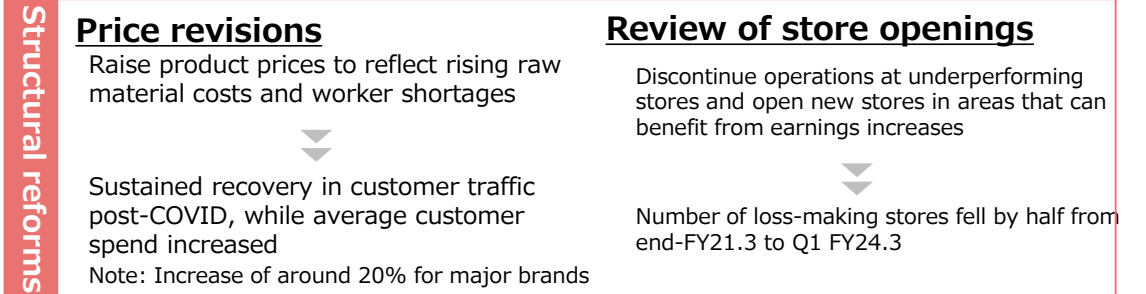 Structural reforms
Price revisions
Raise product prices to reflect rising raw
material costs and worker shortages
Sustained recovery in customer traffic
post-COVID, while average customer
spend increased
Note: Increase of around 20% for major brands
Review of store openings
Discontinue operations at underperforming
stores and open new stores in areas that can
benefit from earnings increases
Number of loss-making stores fell by half from
end-FY21.3 to Q1 FY24.3